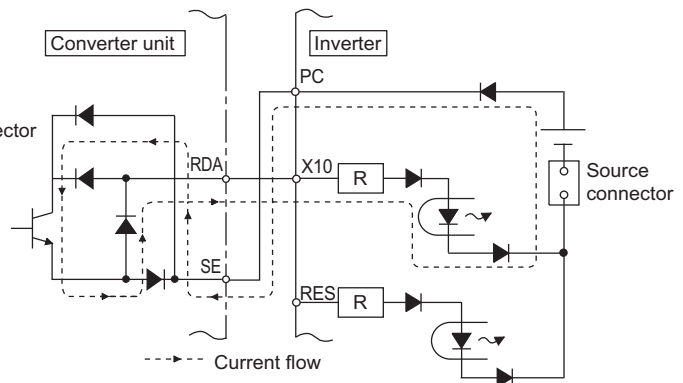 Converter unit
Inverter
PC
ector
RDA
X10
R
Source
connector
SE
RES
R
Current flow